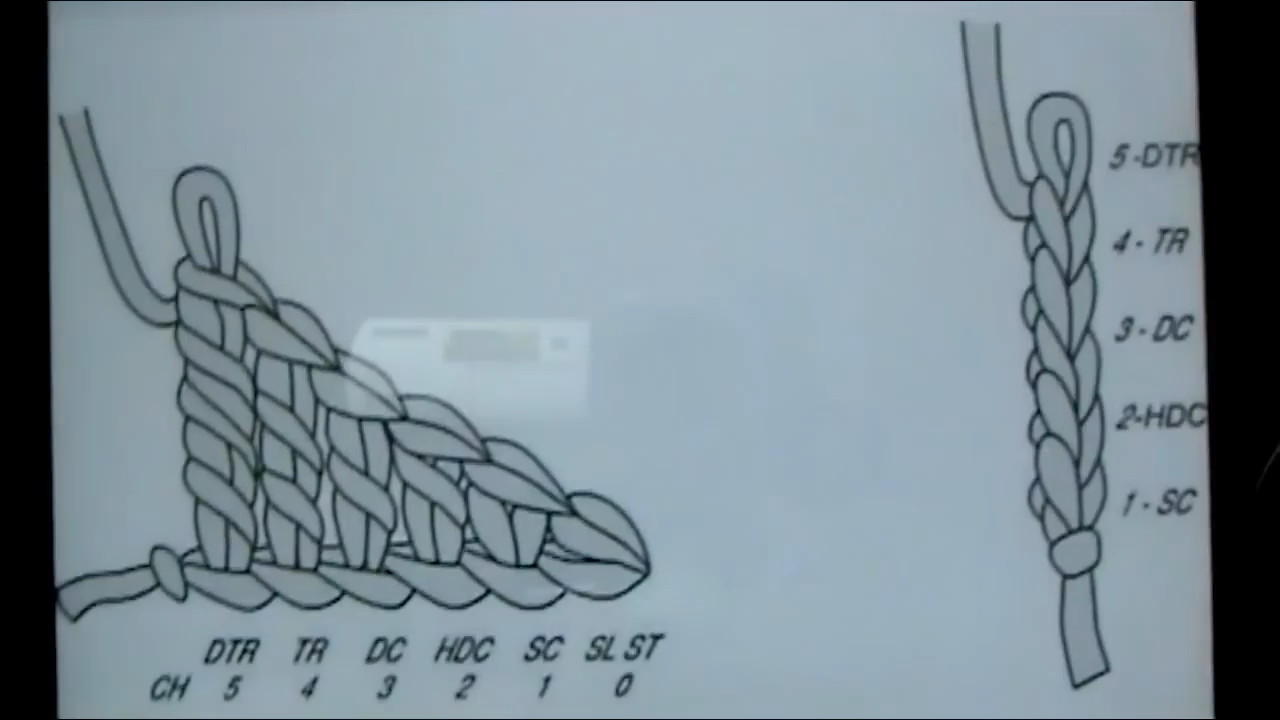 5-DTR
4- TR
3- DC
2-HDC
1- SC
DTR TR DC HDC SC SL ST
CH 5 4 3 2 1 0